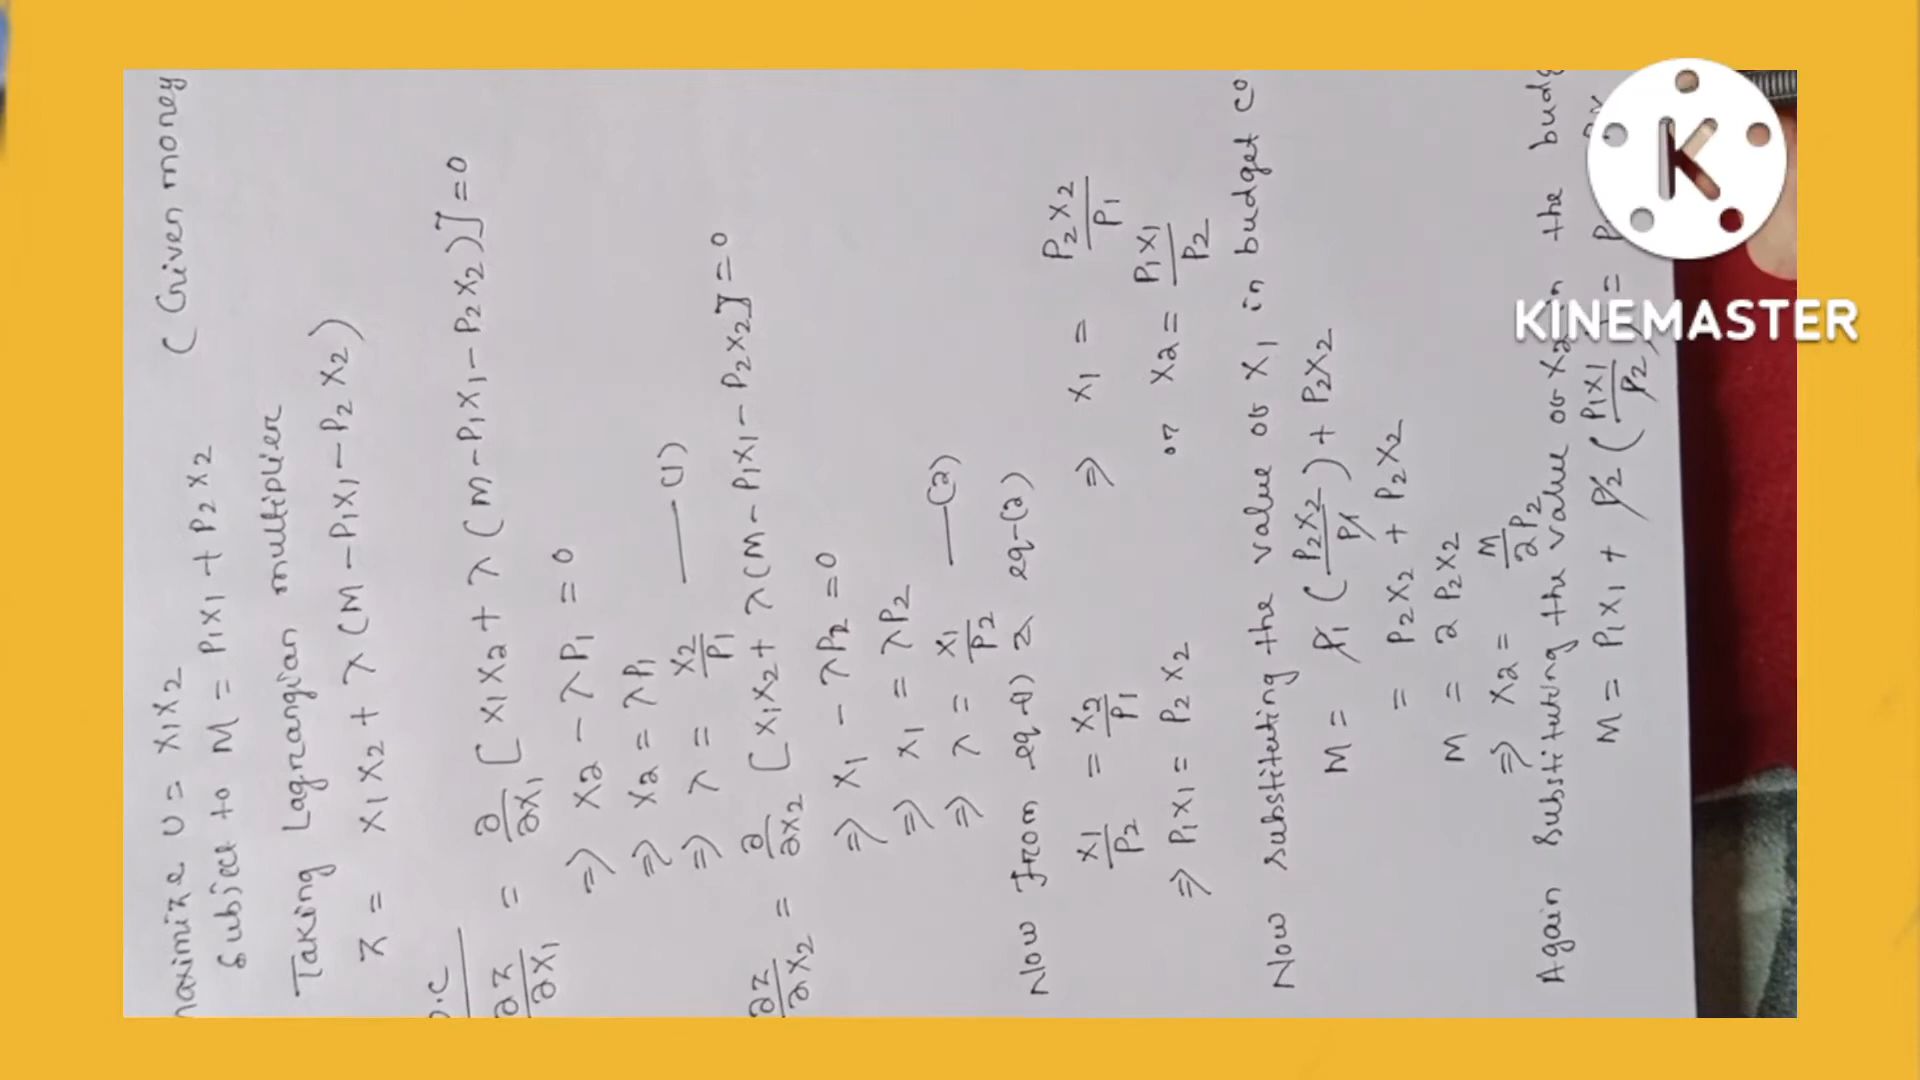 maximize U = x1x2
Subject to M = P1x1 + P2x2 (Given money
Taking Lagrangian multiplier
Z = x1x2 + λ(M-P1x1-P2x2)
O.C
∂Z/∂x1 = ∂/∂x1 [x1x2+λ(M-P1x1-P2x2)]=0
⇒ x2 - λP1 = 0
⇒ x2 = λP1
⇒ λ = x2/P1 —(1)
∂Z/∂x2 = ∂/∂x2 [x1x2+λ(M-P1x1-P2x2]=0
⇒ x1 - λP2 = 0
⇒ x1 = λP2
⇒ λ = x1/P2 —(2)
Now From eq-(1) & eq-(2)
x1/P2 = x2/P1 ⇒ x1 = P2x2/P1
⇒ P1x1 = P2x2 or x2 = P1x1/P2
Now substituting the value of x1 in budget co
M = P1(P2x2/P1) + P2x2
= P2x2 + P2x2
M = 2P2x2
⇒ x2 = M/2P2
Again substituting the value of x2 in the budg
M = P1x1 + P2(P1x1/P2) =
K
KINEMASTER